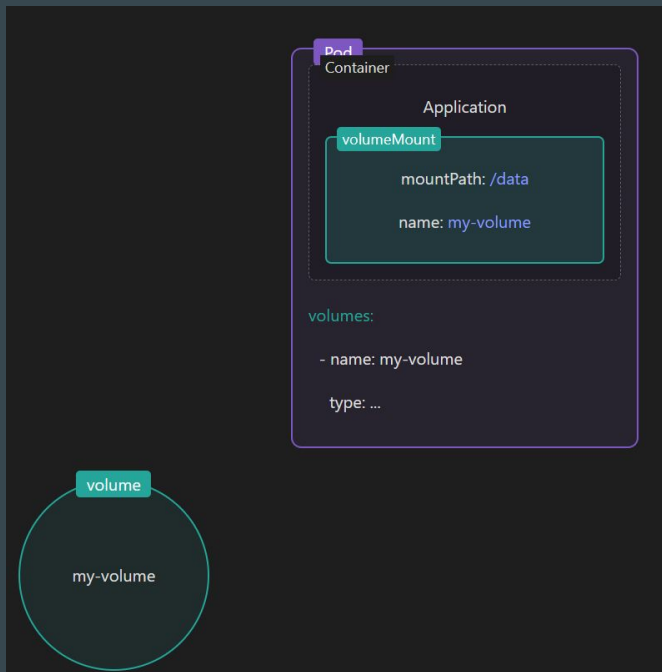 Pod
Container
Application
volumeMount
mountPath: /data
name: my-volume
volumes:
- name: my-volume
type: ...
volume
my-volume